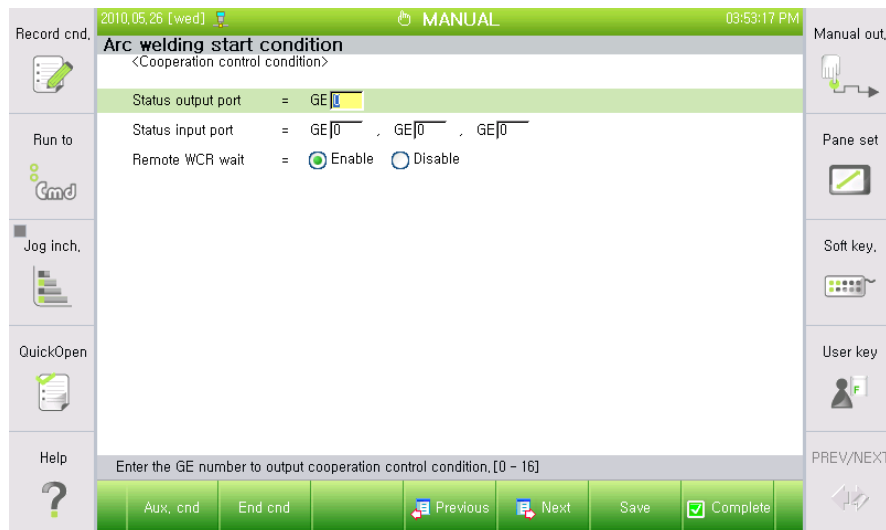 2010,05,26 [wed] MANUAL 03:53:17 PM
Record cnd,
Manual out,
Arc welding start condition
<Cooperation control condition>
Status output port = GE 0
Run to
Status input port = GE 0 , GE 0 , GE 0
Pane set
Remote WCR wait = Enable Disable
Cmd
Jog inch,
Soft key,
QuickOpen
User key
F
Help
Enter the GE number to output cooperation control condition,[0 - 16]
PREV/NEXT
?
Aux, cnd End cnd Previous Next Save Complete